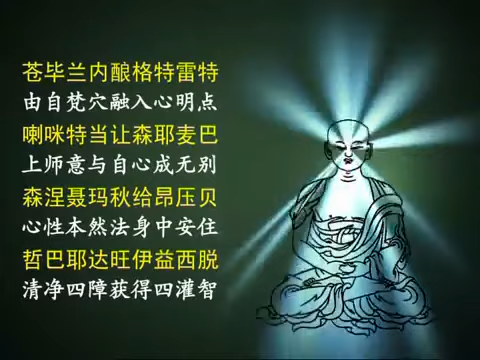 苍毕兰内酿格特雷特
由自梵穴融入心明点
喇咪特当让森耶麦巴
上师意与自心成无别
森涅聂玛秋给昂压贝
心性本然法身中安住
哲巴耶达旺伊益西脱
清净四障获得四灌智